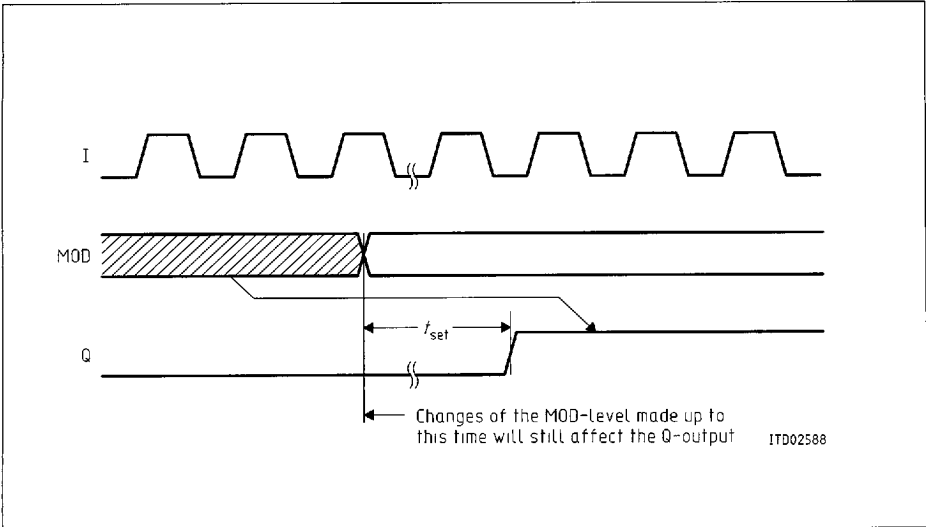 I
MOD
tset
Q
Changes of the MOD-level made up to
this time will still affect the Q-output
ITD02588